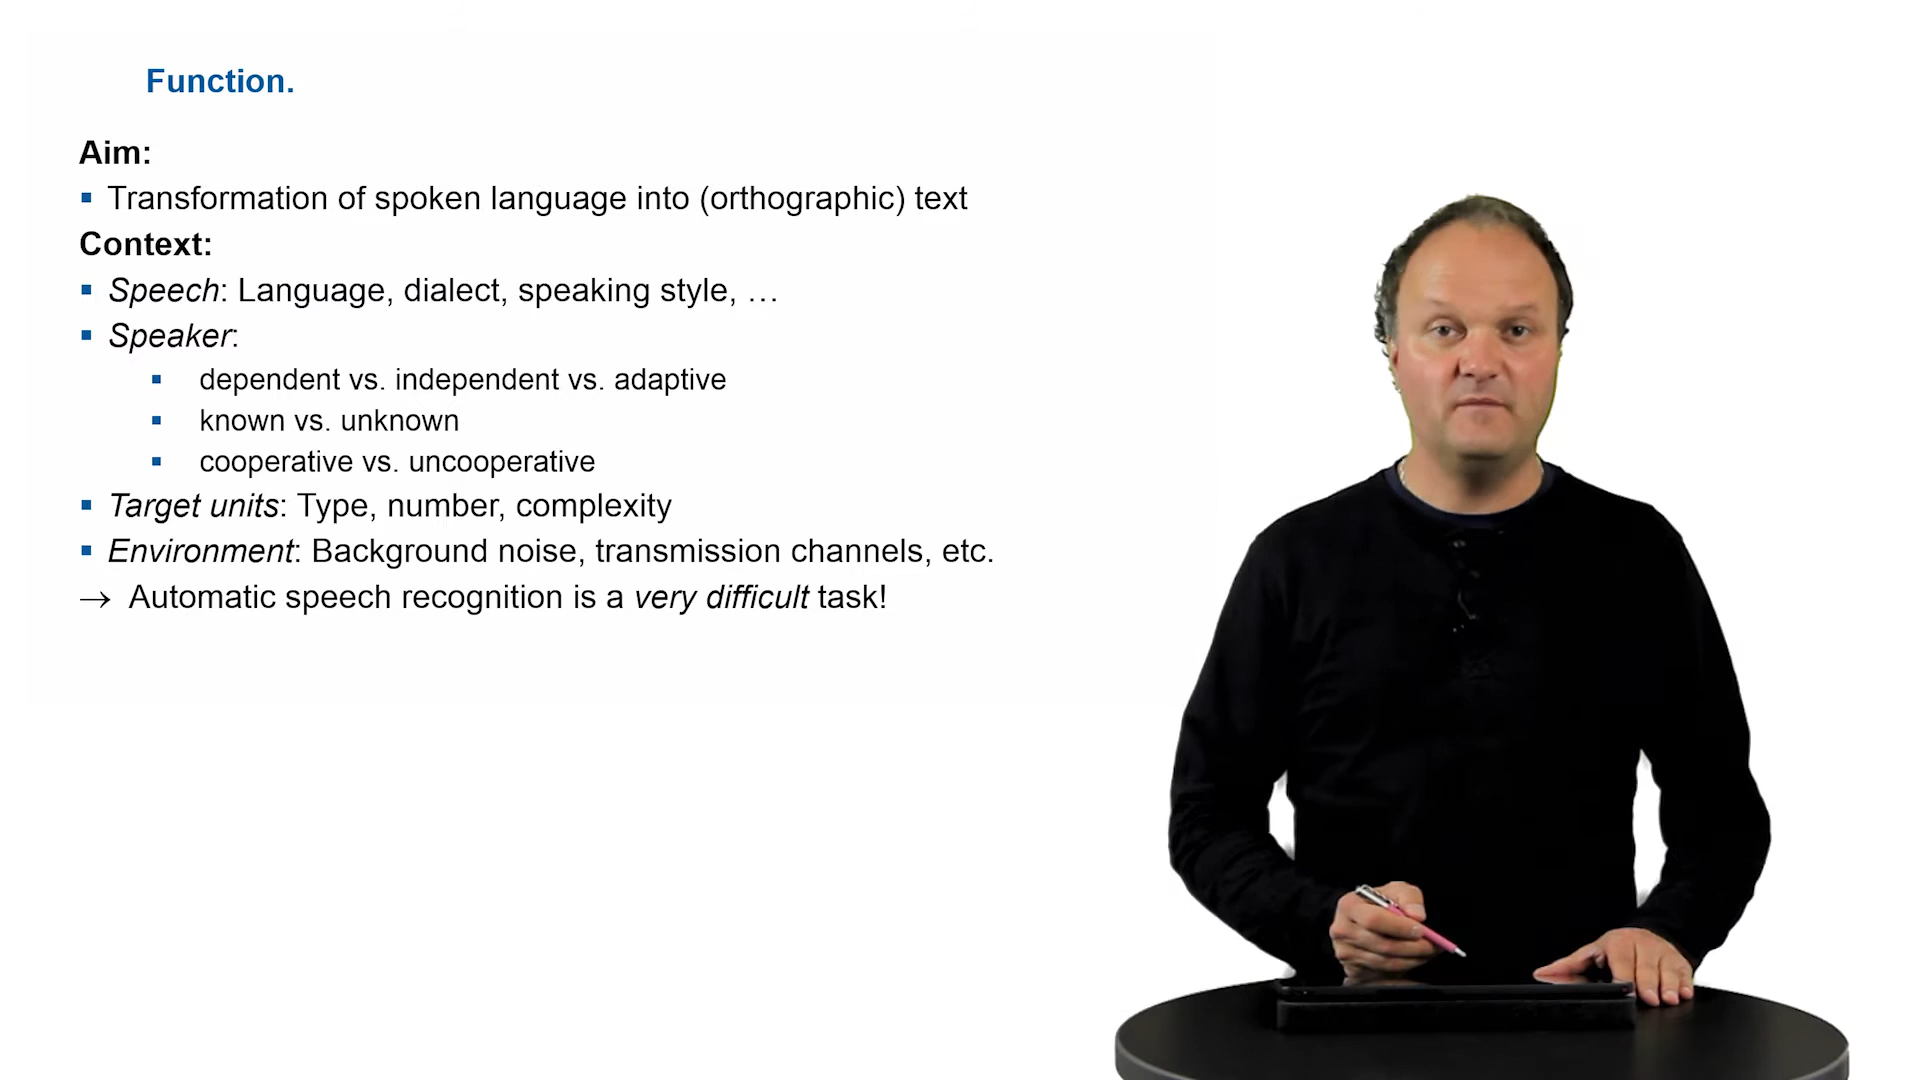 Function.
Aim:
▪ Transformation of spoken language into (orthographic) text
Context:
▪ Speech: Language, dialect, speaking style, …
▪ Speaker:
▪ dependent vs. independent vs. adaptive
▪ known vs. unknown
▪ cooperative vs. uncooperative
▪ Target units: Type, number, complexity
▪ Environment: Background noise, transmission channels, etc.
→ Automatic speech recognition is a very difficult task!